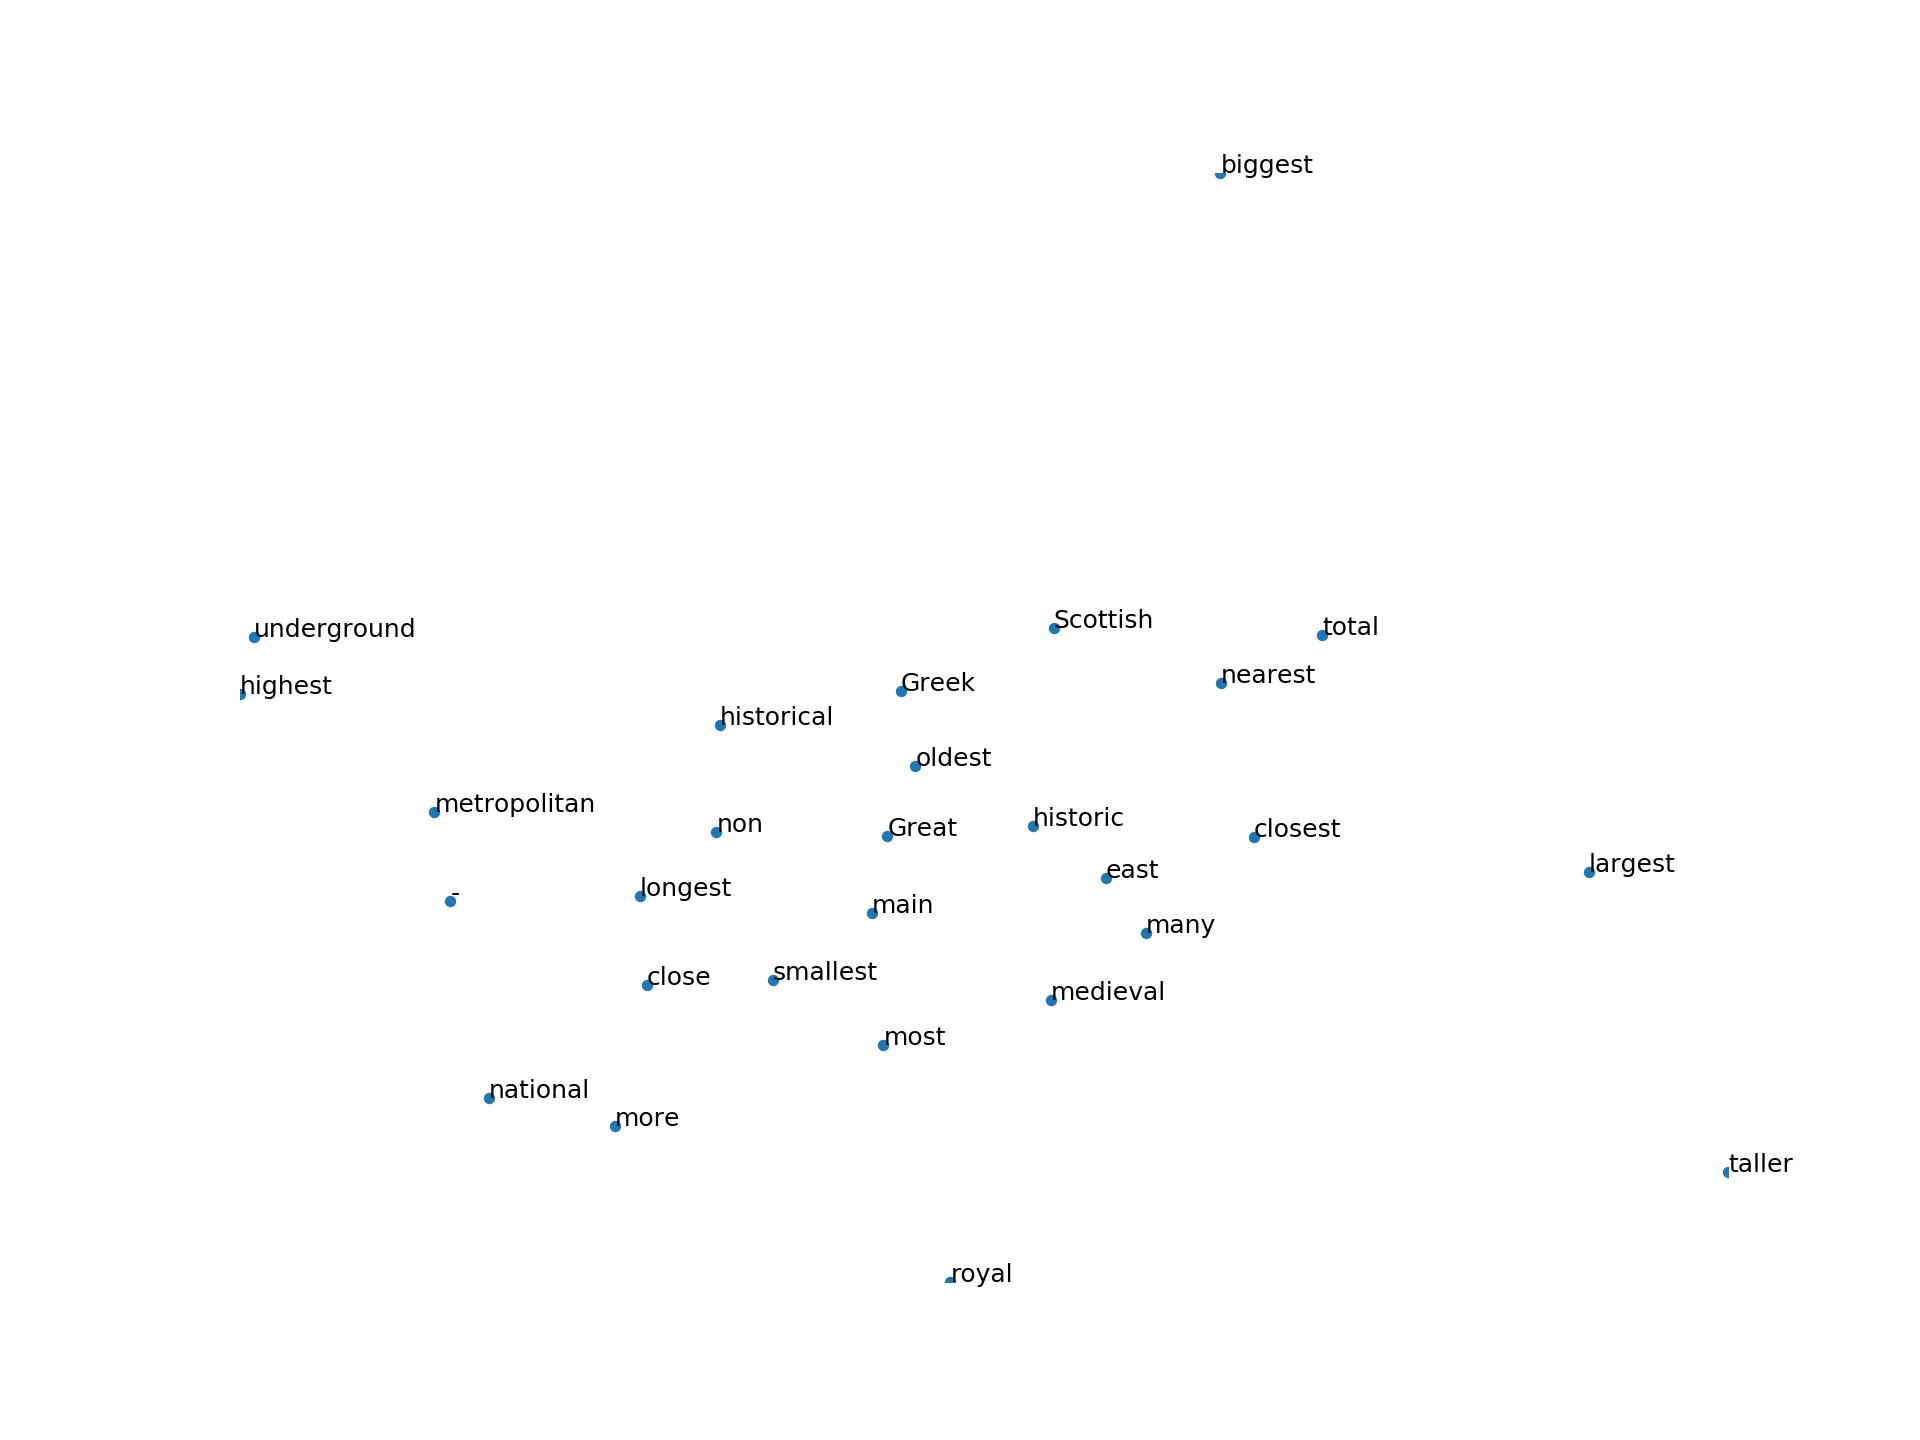 biggest
Scottish
total
underground
nearest
Greek
highest
historical
oldest
metropolitan
historic
non
Great
closest
largest
east
longest
-
main
many
smallest
close
medieval
most
national
more
taller
royal